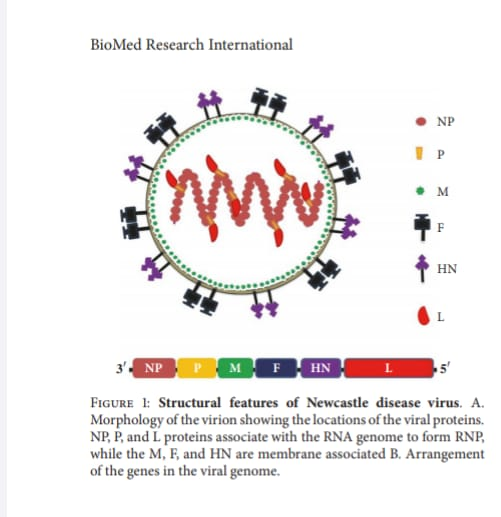 BioMed Research International
NP
P
M
F
HN
L
3′ NP P M F HN L 5′
FIGURE 1: Structural features of Newcastle disease virus. A.
Morphology of the virion showing the locations of the viral proteins.
NP, P, and L proteins associate with the RNA genome to form RNP,
while the M, F, and HN are membrane associated B. Arrangement
of the genes in the viral genome.